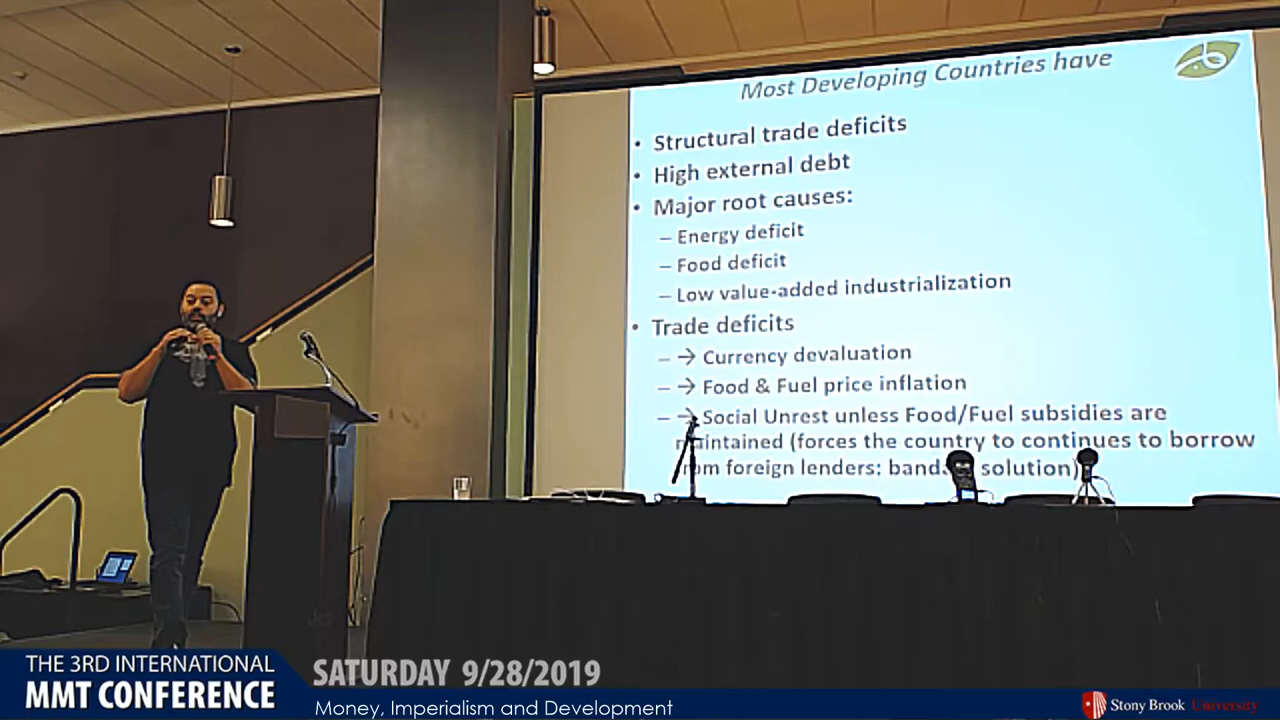 Most Developing Countries have
• Structural trade deficits
• High external debt
• Major root causes:
– Energy deficit
– Food deficit
– Low value-added industrialization
• Trade deficits
– → Currency devaluation
– → Food & Fuel price inflation
– → Social Unrest unless Food/Fuel subsidies are
maintained (forces the country to continues to borrow
from foreign lenders: solution)
THE 3RD INTERNATIONAL
MMT CONFERENCE
SATURDAY 9/28/2019
Money, Imperialism and Development
Stony Brook University